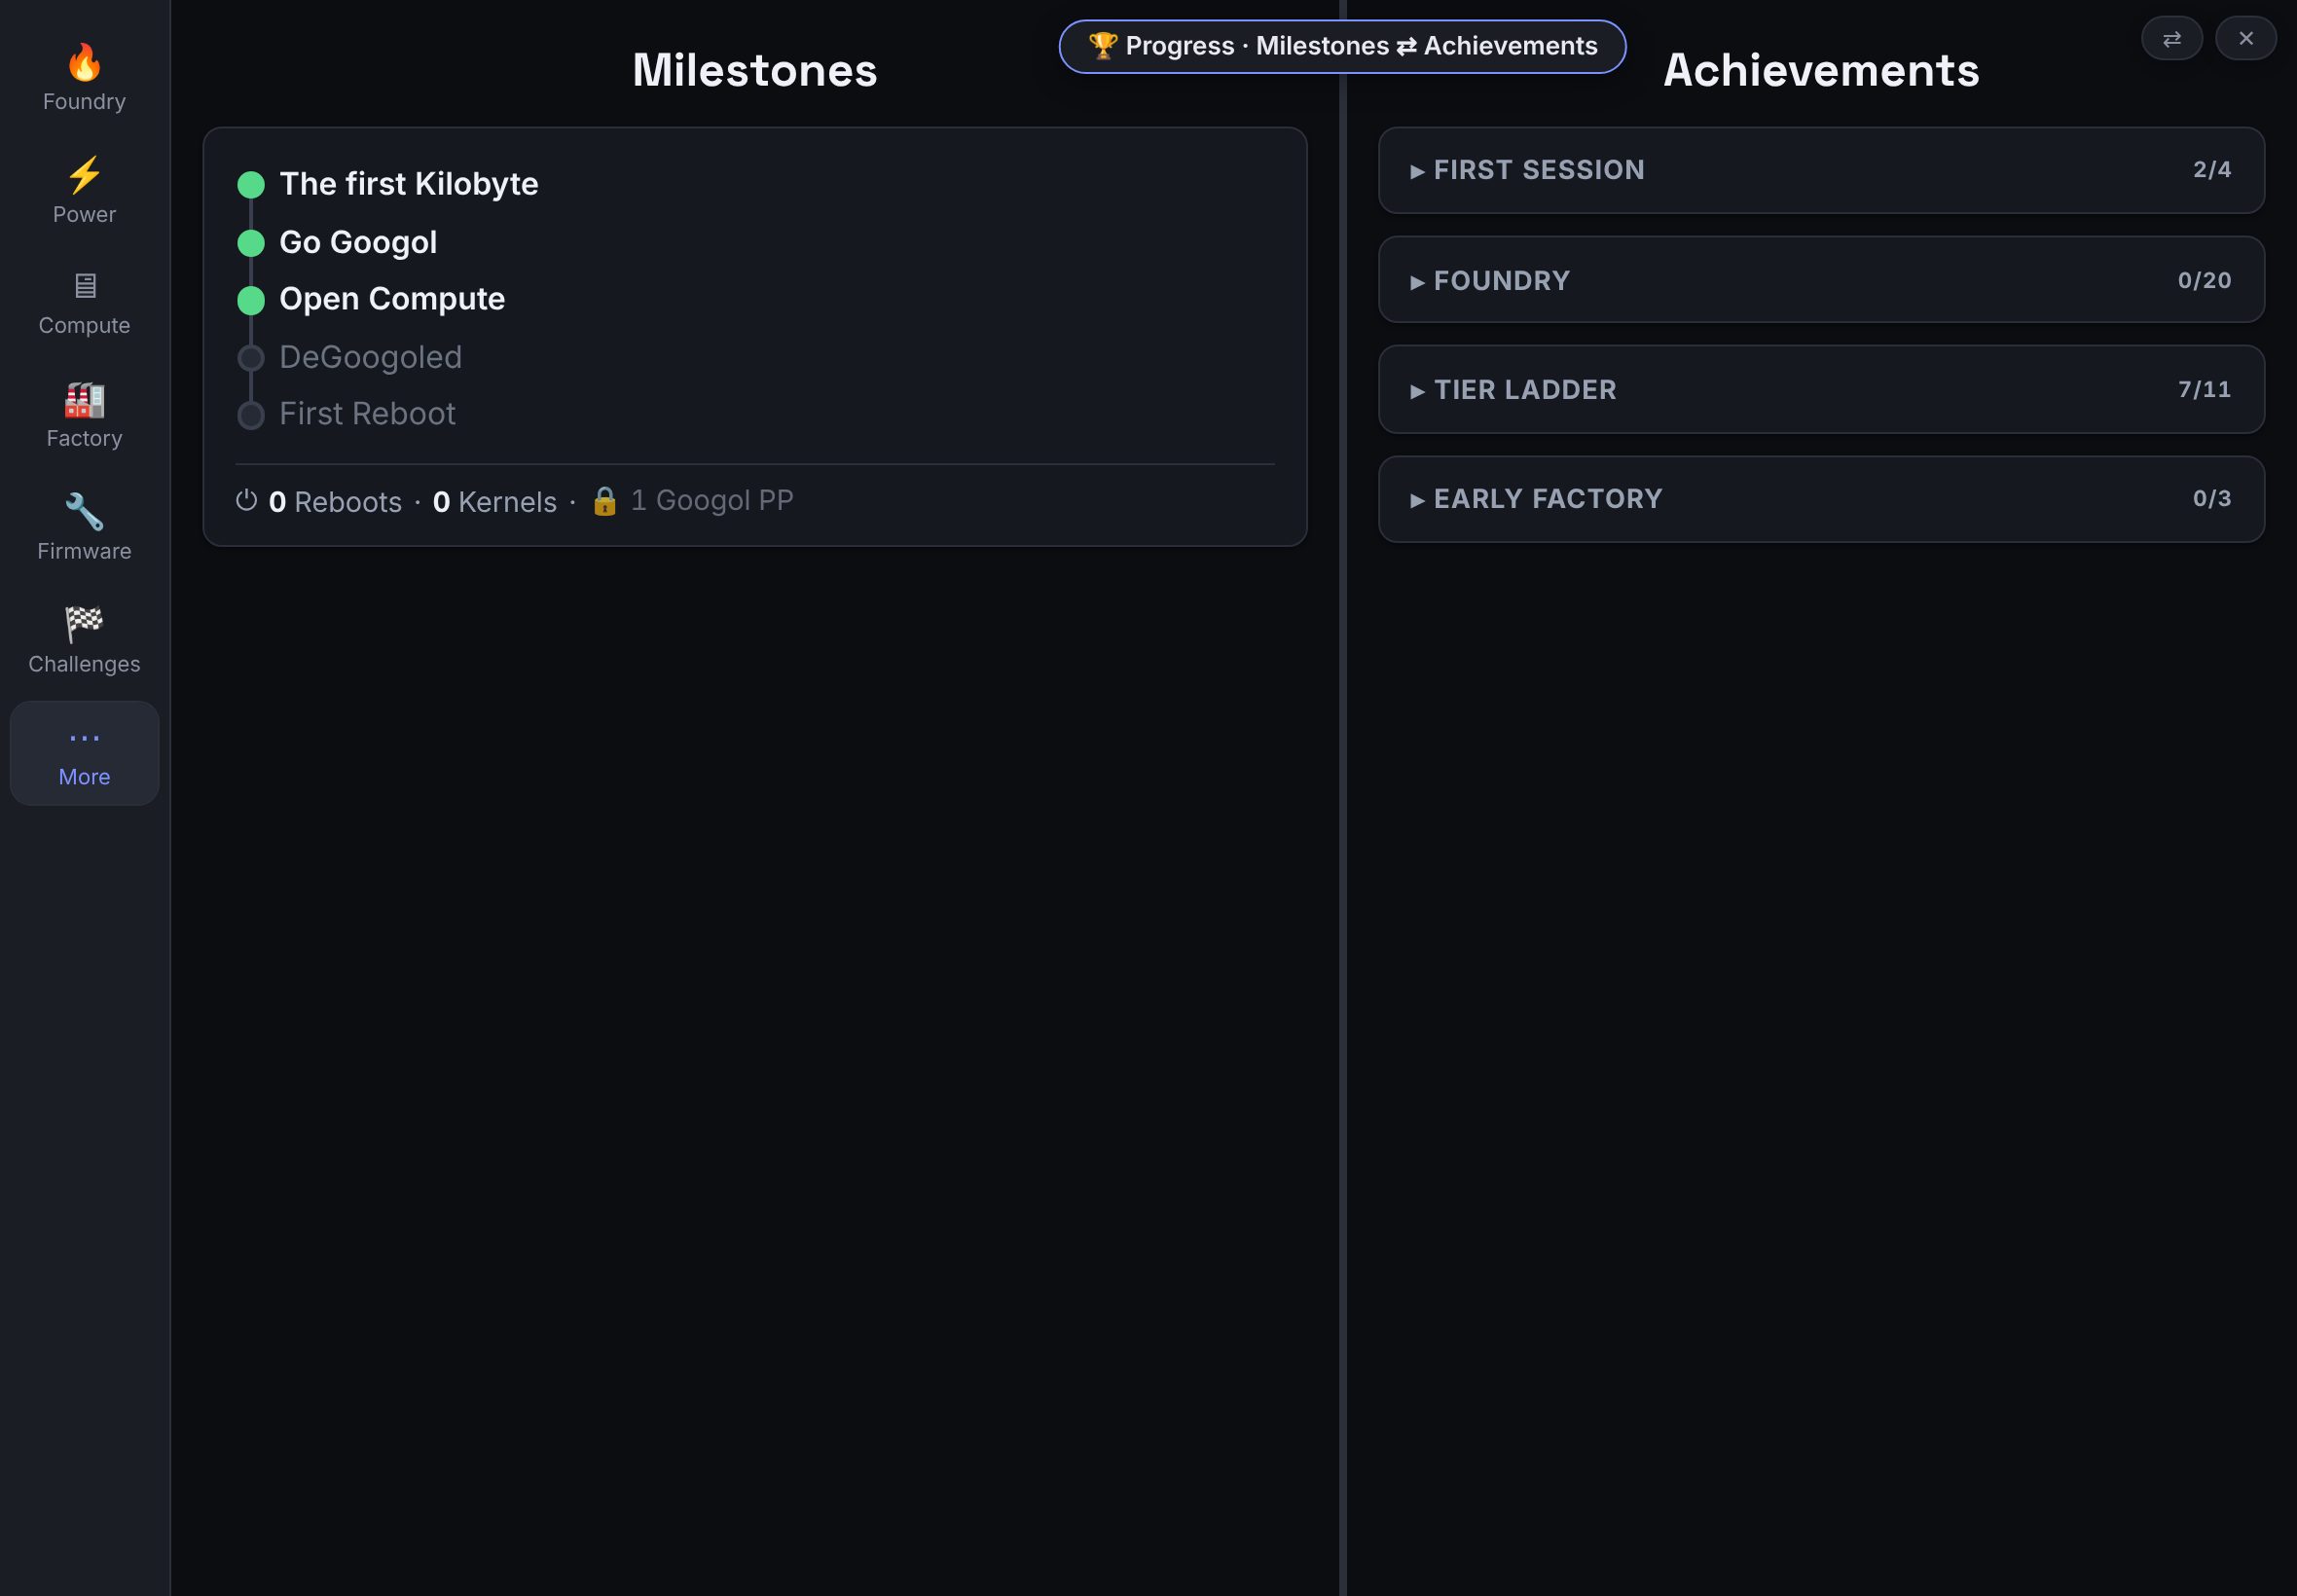 Foundry
Power
Compute
Factory
Firmware
Challenges
More
🏆 Progress · Milestones ⇄ Achievements
Milestones
The first Kilobyte
Go Googol
Open Compute
DeGoogoled
First Reboot
0 Reboots · 0 Kernels · 🔒 1 Googol PP
Achievements
▸ FIRST SESSION 2/4
▸ FOUNDRY 0/20
▸ TIER LADDER 7/11
▸ EARLY FACTORY 0/3